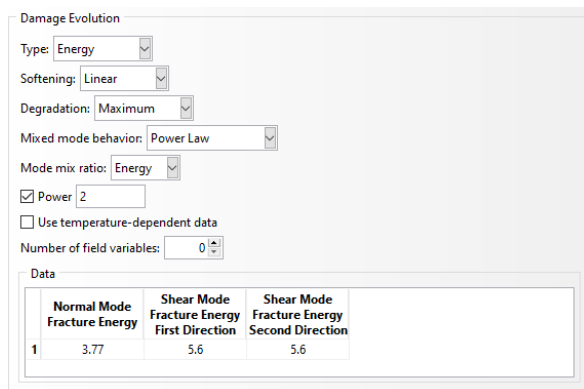 Damage Evolution
Type: Energy
Softening: Linear
Degradation: Maximum
Mixed mode behavior: Power Law
Mode mix ratio: Energy
Power 2
Use temperature-dependent data
Number of field variables: 0
Data
Normal Mode
Fracture Energy
Shear Mode
Fracture Energy
First Direction
Shear Mode
Fracture Energy
Second Direction
1 3.77 5.6 5.6